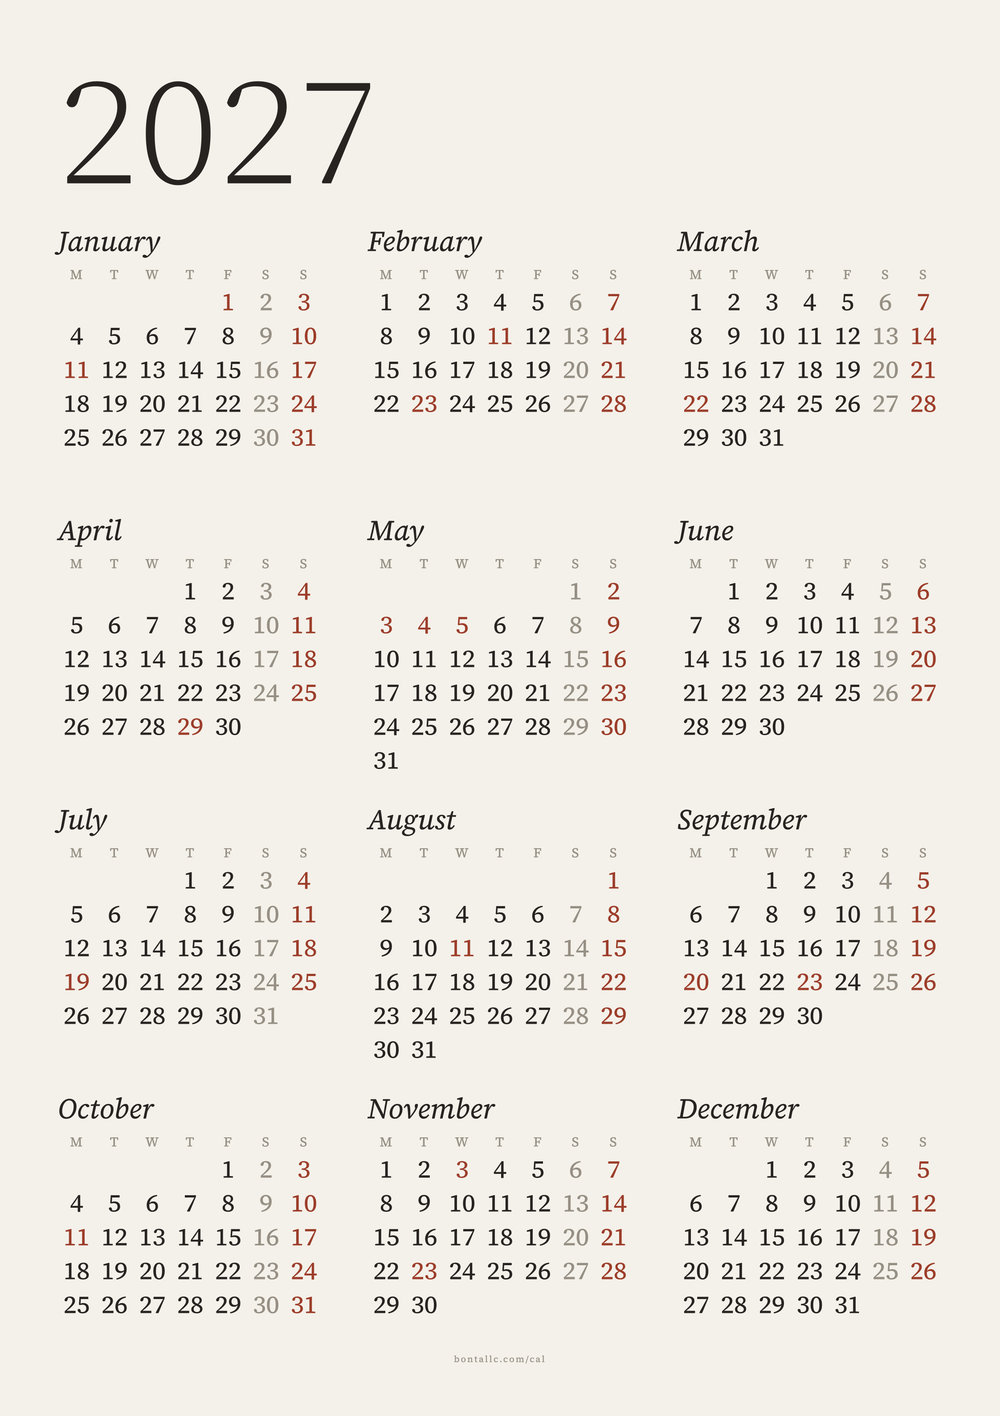 2027
January
M T W T F S S
1 2 3
4 5 6 7 8 9 10
11 12 13 14 15 16 17
18 19 20 21 22 23 24
25 26 27 28 29 30 31
February
M T W T F S S
1 2 3 4 5 6 7
8 9 10 11 12 13 14
15 16 17 18 19 20 21
22 23 24 25 26 27 28
March
M T W T F S S
1 2 3 4 5 6 7
8 9 10 11 12 13 14
15 16 17 18 19 20 21
22 23 24 25 26 27 28
29 30 31
April
M T W T F S S
1 2 3 4
5 6 7 8 9 10 11
12 13 14 15 16 17 18
19 20 21 22 23 24 25
26 27 28 29 30
May
M T W T F S S
1 2
3 4 5 6 7 8 9
10 11 12 13 14 15 16
17 18 19 20 21 22 23
24 25 26 27 28 29 30
31
June
M T W T F S S
1 2 3 4 5 6
7 8 9 10 11 12 13
14 15 16 17 18 19 20
21 22 23 24 25 26 27
28 29 30
July
M T W T F S S
1 2 3 4
5 6 7 8 9 10 11
12 13 14 15 16 17 18
19 20 21 22 23 24 25
26 27 28 29 30 31
August
M T W T F S S
1
2 3 4 5 6 7 8
9 10 11 12 13 14 15
16 17 18 19 20 21 22
23 24 25 26 27 28 29
30 31
September
M T W T F S S
1 2 3 4 5
6 7 8 9 10 11 12
13 14 15 16 17 18 19
20 21 22 23 24 25 26
27 28 29 30
October
M T W T F S S
1 2 3
4 5 6 7 8 9 10
11 12 13 14 15 16 17
18 19 20 21 22 23 24
25 26 27 28 29 30 31
November
M T W T F S S
1 2 3 4 5 6 7
8 9 10 11 12 13 14
15 16 17 18 19 20 21
22 23 24 25 26 27 28
29 30
December
M T W T F S S
1 2 3 4 5
6 7 8 9 10 11 12
13 14 15 16 17 18 19
20 21 22 23 24 25 26
27 28 29 30 31
bontallc.com/cal